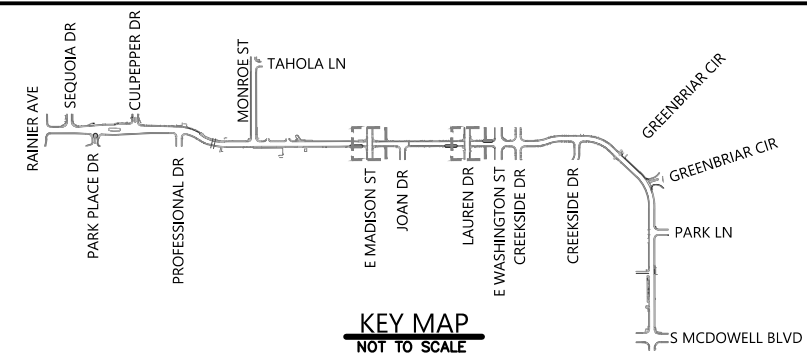 RAINIER AVE
SEQUOIA DR
CULPEPPER DR
PARK PLACE DR
PROFESSIONAL DR
MONROE ST
TAHOLA LN
E MADISON ST
JOAN DR
LAUREN DR
E WASHINGTON ST
CREEKSIDE DR
CREEKSIDE DR
GREENBRIAR CIR
GREENBRIAR CIR
PARK LN
S MCDOWELL BLVD
KEY MAP
NOT TO SCALE